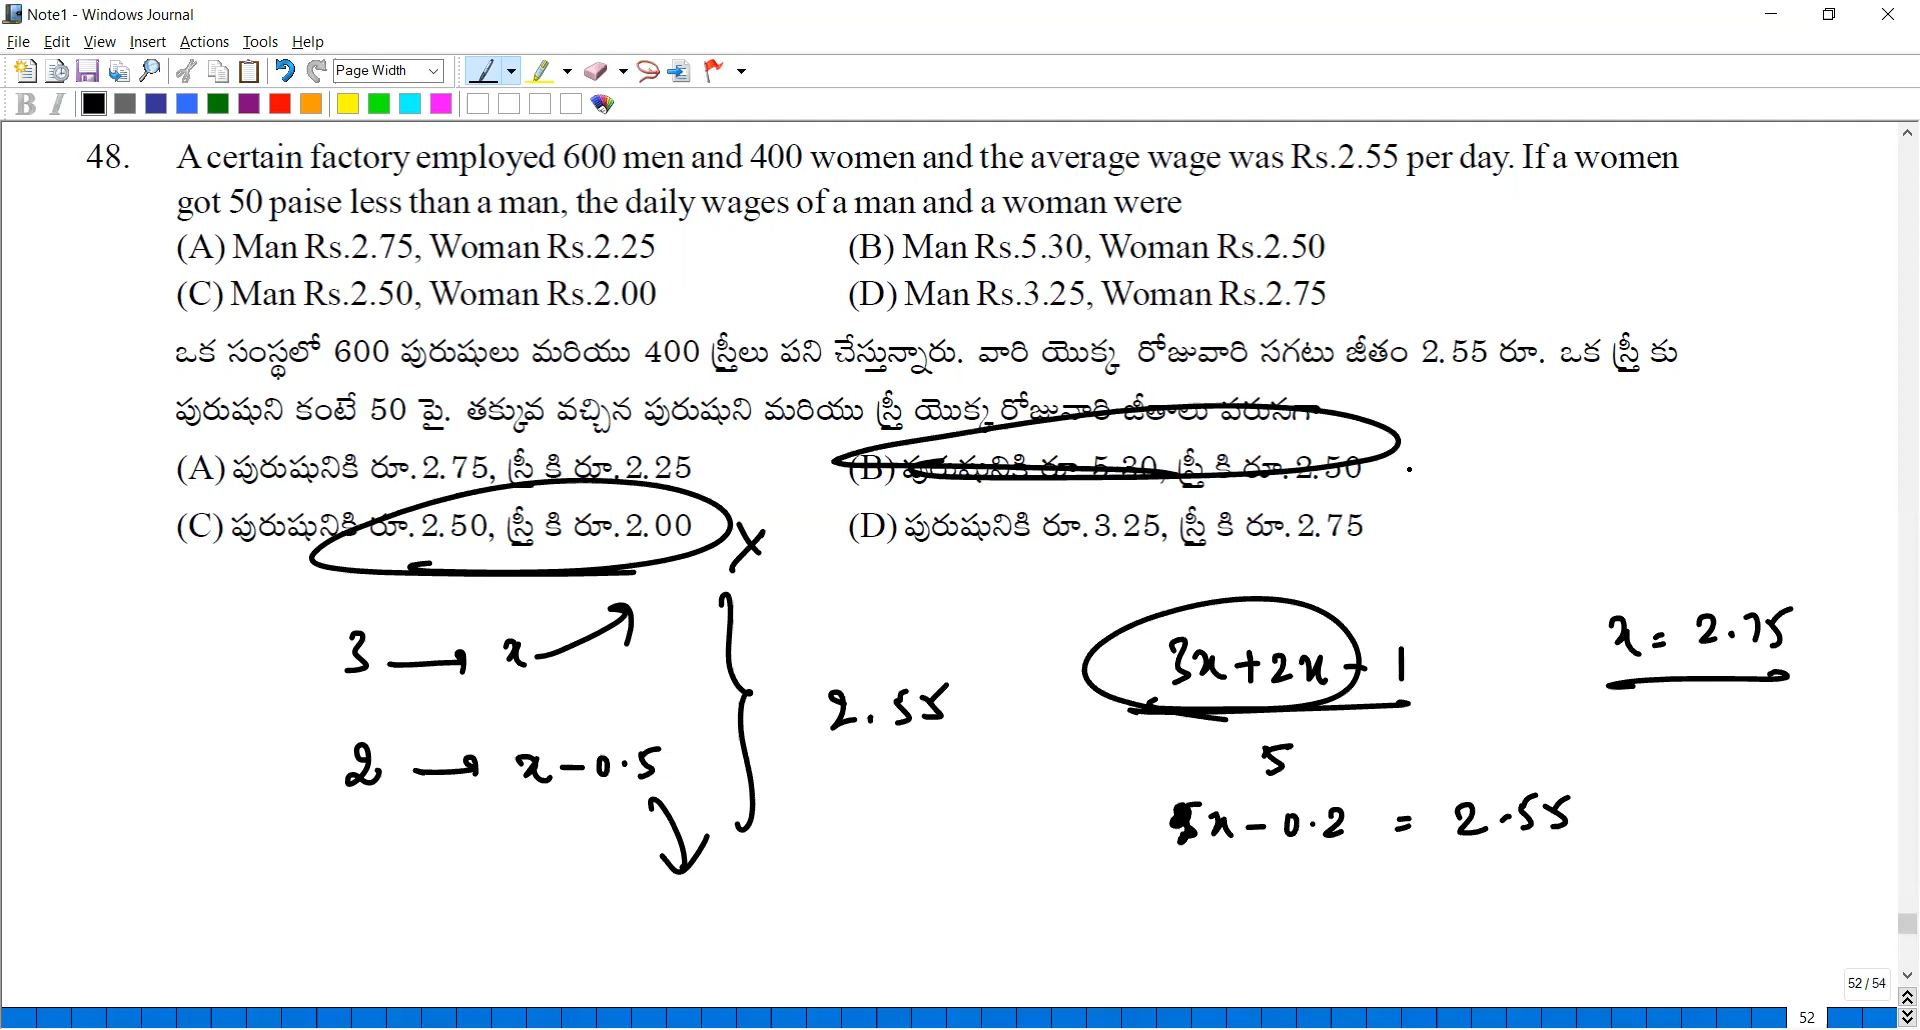 Note1 - Windows Journal
File Edit View Insert Actions Tools Help
Page Width
B I
48. A certain factory employed 600 men and 400 women and the average wage was Rs.2.55 per day. If a women
got 50 paise less than a man, the daily wages of a man and a woman were
(A) Man Rs.2.75, Woman Rs.2.25 (B) Man Rs.5.30, Woman Rs.2.50
(C) Man Rs.2.50, Woman Rs.2.00 (D) Man Rs.3.25, Woman Rs.2.75
ఒక సంస్థలో 600 పురుషులు మరియు 400 స్త్రీలు పని చేస్తున్నారు. వారి యొక్క రోజువారి సగటు జీతం 2.55 రూ. ఒక స్త్రీ కు
పురుషుని కంటే 50 పై. తక్కువ వచ్చిన పురుషుని మరియు స్త్రీ యొక్క రోజువారి జీతాలు వరుసగా
(A) పురుషునికి రూ.2.75, స్త్రీ కి రూ.2.25 (B) పురుషునికి రూ.5.30, స్త్రీ కి రూ.2.50
(C) పురుషునికి రూ.2.50, స్త్రీ కి రూ.2.00 (D) పురుషునికి రూ.3.25, స్త్రీ కి రూ.2.75
3 → x
2 → x - 0.5
2.55
3x + 2x - 1
5
x - 0.2 = 2.55
x = 2.75
52 / 54
52